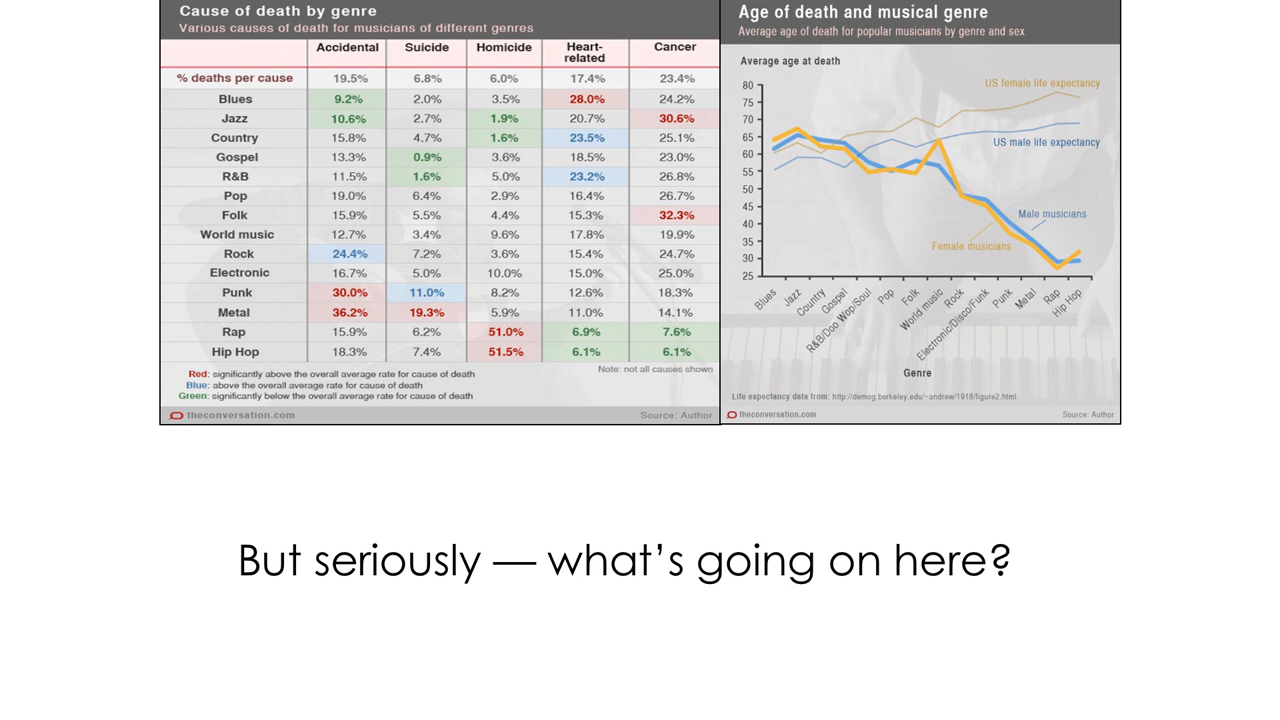 Cause of death by genre
Various causes of death for musicians of different genres
Accidental Suicide Homicide Heart-related Cancer
% deaths per cause 19.5% 6.8% 6.0% 17.4% 23.4%
Blues 9.2% 2.0% 3.5% 28.0% 24.2%
Jazz 10.6% 2.7% 1.9% 20.7% 30.6%
Country 15.8% 4.7% 1.6% 23.5% 25.1%
Gospel 13.3% 0.9% 3.6% 18.5% 23.0%
R&B 11.5% 1.6% 5.0% 23.2% 26.8%
Pop 19.0% 6.4% 2.9% 16.4% 26.7%
Folk 15.9% 5.5% 4.4% 15.3% 32.3%
World music 12.7% 3.4% 9.6% 17.8% 19.9%
Rock 24.4% 7.2% 3.6% 15.4% 24.7%
Electronic 16.7% 5.0% 10.0% 15.0% 25.0%
Punk 30.0% 11.0% 8.2% 12.6% 18.3%
Metal 36.2% 19.3% 5.9% 11.0% 14.1%
Rap 15.9% 6.2% 51.0% 6.9% 7.6%
Hip Hop 18.3% 7.4% 51.5% 6.1% 6.1%
Note: not all causes shown
Red: significantly above the overall average rate for cause of death
Blue: above the overall average rate for cause of death
Green: significantly below the overall average rate for cause of death
theconversation.com Source: Author
Age of death and musical genre
Average age of death for popular musicians by genre and sex
Average age at death
80
75
70
65
60
55
50
45
40
35
30
25
US female life expectancy
US male life expectancy
Male musicians
Female musicians
Blues
Jazz
Country
Gospel
R&B/Doo Wop/Soul
Pop
Folk
World music
Rock
Electronic/Disco/Funk
Punk
Metal
Rap
Hip Hop
Genre
Life expectancy data from: http://demog.berkeley.edu/~andrew/1918/figure2.html
theconversation.com Source: Author
But seriously — what's going on here?